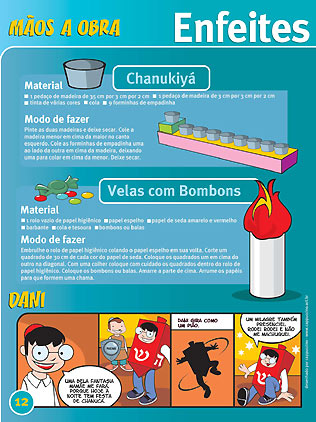 MÃOS A OBRA
Enfeites
Chanukiyá
Material
■ 1 pedaço de madeira de 35 cm por 3 cm por 2 cm ■ 1 pedaço de madeira de 3 cm por 3 cm por 2 cm
■ tinta de várias cores ■ cola ■ 9 forminhas de empadinha
Modo de fazer
Pinte as duas madeiras e deixe secar. Cole a
madeira menor em cima da maior no canto
esquerdo. Cole as forminhas de empadinha uma
ao lado de outra em cima da madeira, deixando
uma para colar em cima da menor. Deixe secar.
Velas com Bombons
Material
■ 1 rolo vazio de papel higiênico ■ papel espelho ■ papel de seda amarelo e vermelho
■ barbante ■ cola e tesoura ■ bombons ou balas
Modo de fazer
Embrulhe o rolo de papel higiênico colando o papel espelho em sua volta. Corte um
quadrado de 30 cm de cada cor do papel de seda. Coloque os quadrados um em cima do
outro na diagonal. Com uma colher coloque com cuidado os quadrados dentro do rolo de
papel higiênico. Coloque os bombons ou balas. Amarre a parte de cima. Arrume os papéis
para que formem uma chama.
DANI
UMA BELA FANTASIA
MAMÃE ME FARÁ,
PORQUE HOJE À
NOITE TEM FESTA
DE CHANUCÁ.
DANI GIRA COMO
UM PIÃO.
UM MILAGRE TAMBÉM
PRESENCIEI,
RODEI RODEI E NÃO
ME MACHUQUEI.
ש
ש
12